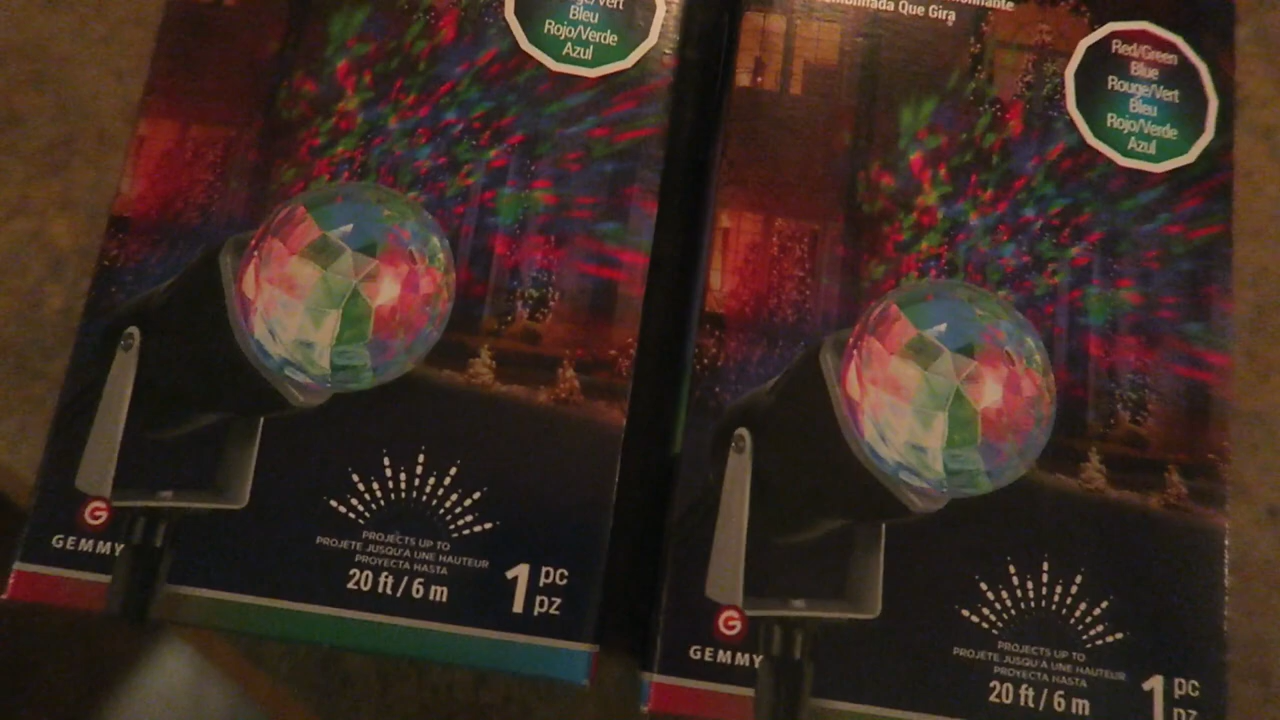 Bleu
Rojo/Verde
Azul
GEMMY
PROJECTS UP TO
PROJETE JUSQU'A UNE HAUTEUR
PROYECTA HASTA
20 ft / 6 m
1 pc
pz
Que Gira
Red/Green
Blue
Rouge/Vert
Bleu
Rojo/Verde
Azul
GEMMY
PROJECTS UP TO
PROJETE JUSQU'A UNE HAUTEUR
PROYECTA HASTA
20 ft / 6 m
1 pc
pz